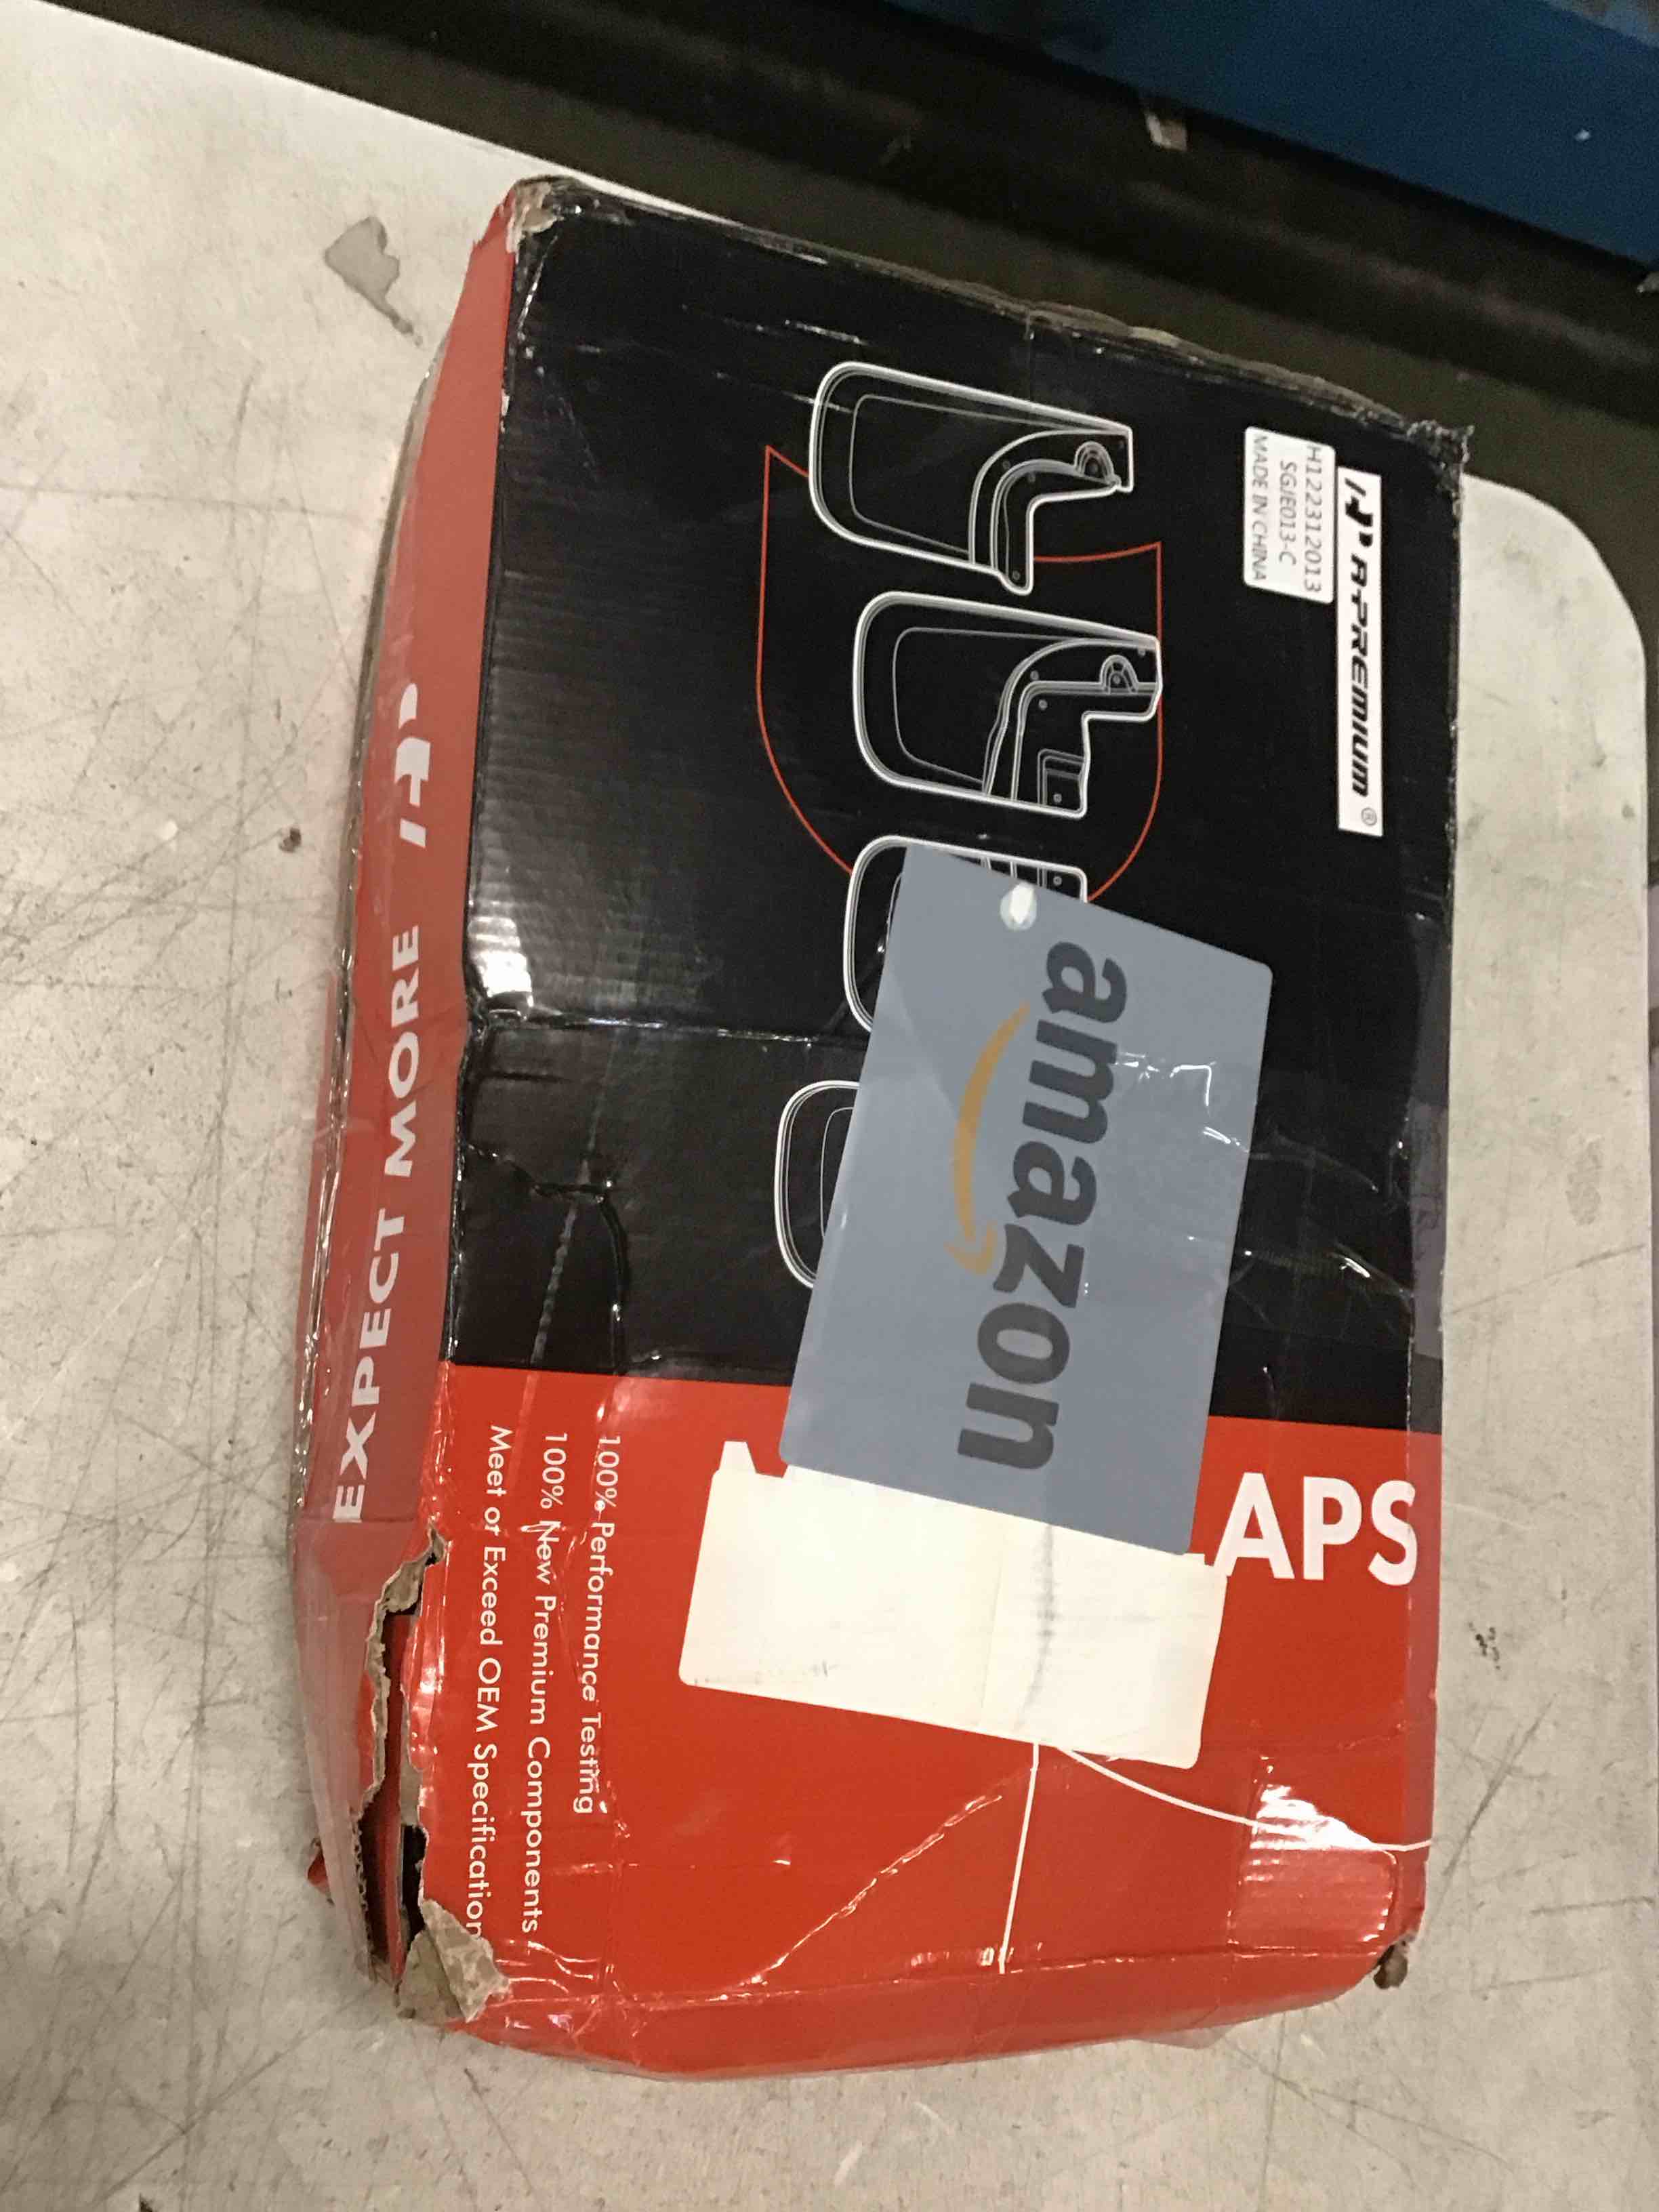 A-PREMIUM®
H122312013
SG/E013-C
MADE IN CHINA
amazon
APS
100% Performance Testing
100% New Premium Components
Meet or Exceed OEM Specification
EXPECT MORE